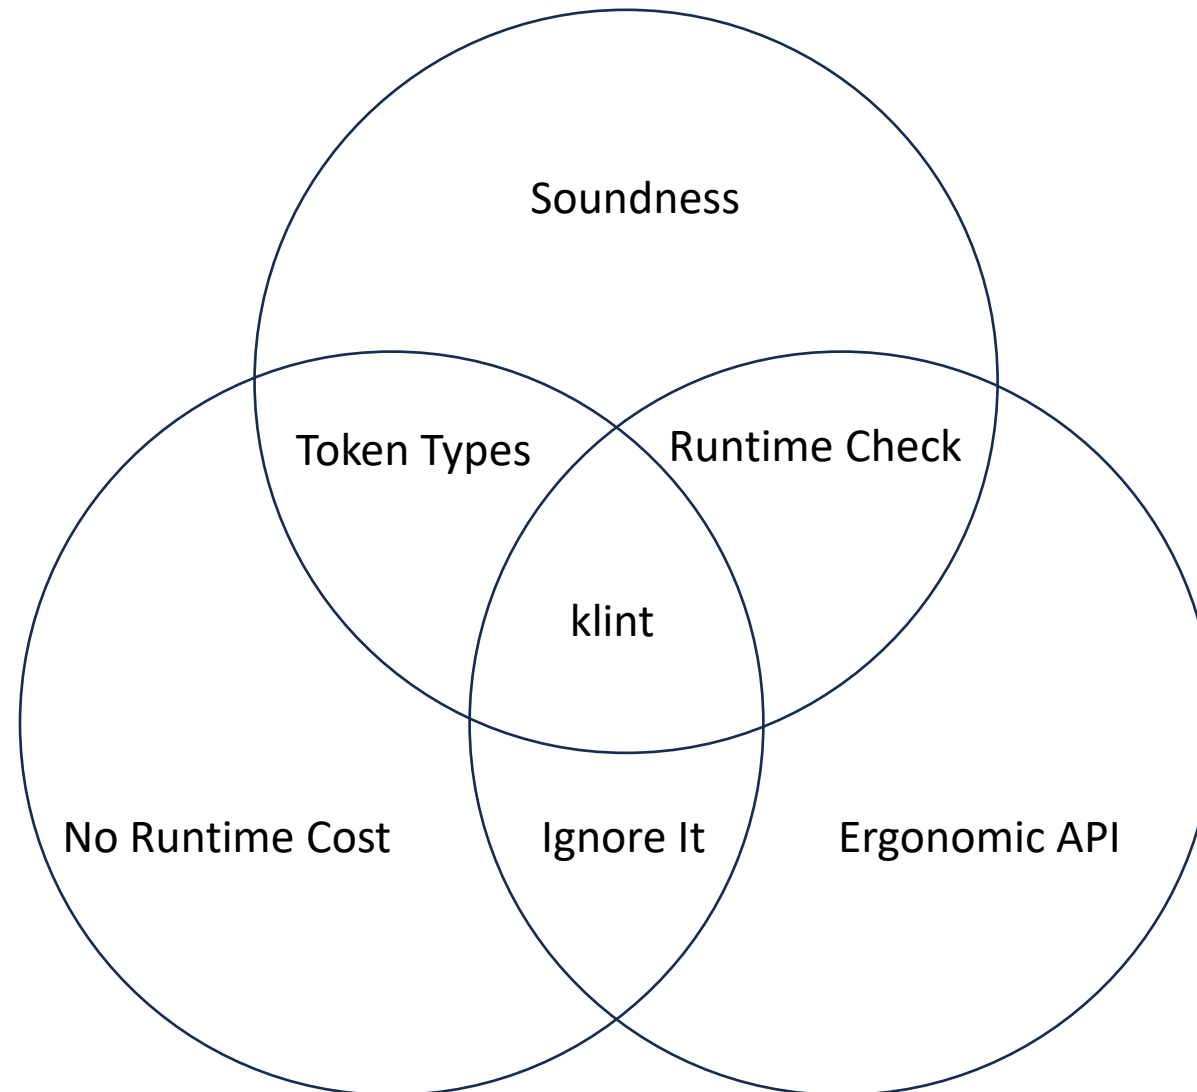 Soundness
Token Types
Runtime Check
klint
No Runtime Cost
Ignore It
Ergonomic API